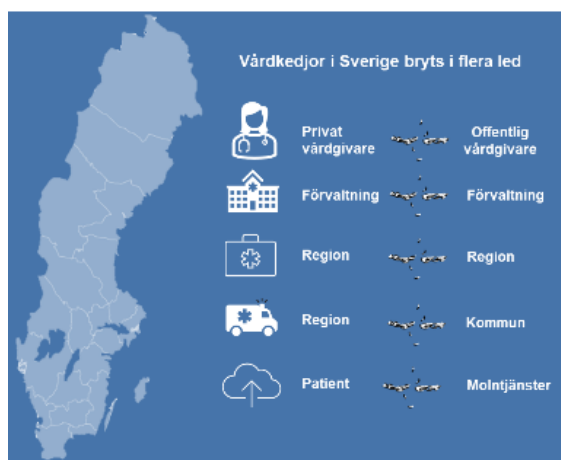 Vårdkedjor i Sverige bryts i flera led
Privat
vårdgivare
Offentlig
vårdgivare
Förvaltning
Förvaltning
Region
Region
Region
Kommun
Patient
Molntjänster